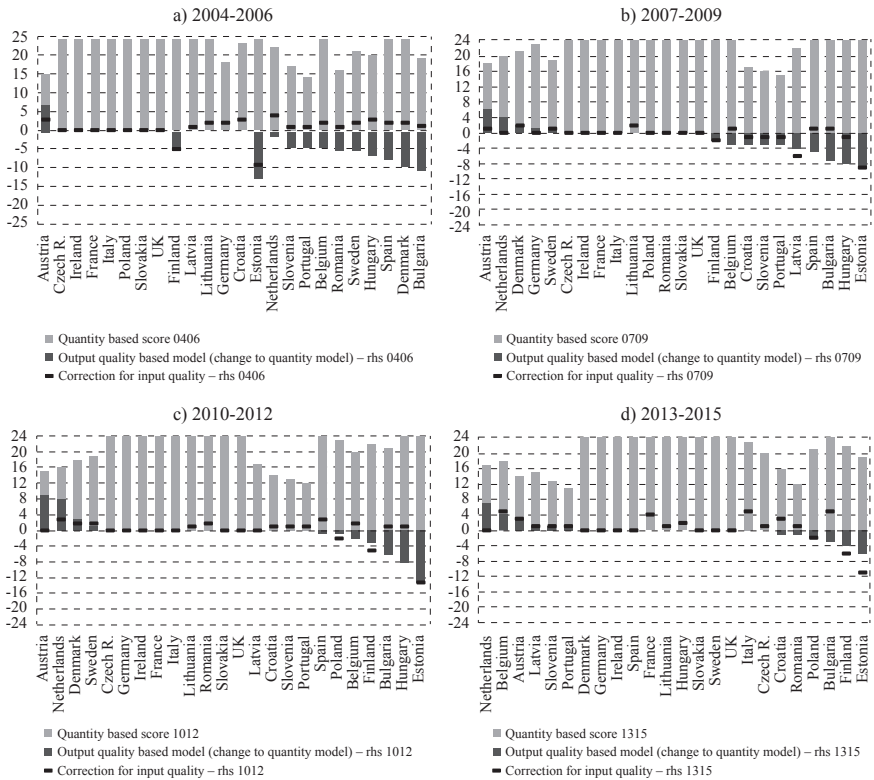 a) 2004-2006
25
20
15
10
5
0
-5
-10
-15
-20
25
Austria
Czech R.
Ireland
France
Italy
Poland
Slovakia
UK
Finland
Latvia
Lithuania
Germany
Croatia
Estonia
Netherlands
Slovenia
Portugal
Belgium
Romania
Sweden
Hungary
Spain
Denmark
Bulgaria
Quantity based score 0406
Output quality based model (change to quantity model) – rhs 0406
Correction for input quality – rhs 0406
b) 2007-2009
24
20
16
12
8
4
0
-4
-8
-12
-16
-20
-24
Austria
Netherlands
Denmark
Germany
Sweden
Czech R.
Ireland
France
Italy
Lithuania
Poland
Romania
Slovakia
UK
Finland
Belgium
Croatia
Slovenia
Portugal
Latvia
Spain
Bulgaria
Hungary
Estonia
Quantity based score 0709
Output quality based model (change to quantity model) – rhs 0709
Correction for input quality – rhs 0709
c) 2010-2012
24
20
16
12
8
4
0
-4
-8
-12
-16
-20
-24
Austria
Netherlands
Denmark
Sweden
Czech R.
Germany
Ireland
France
Italy
Lithuania
Romania
Slovakia
UK
Latvia
Croatia
Slovenia
Portugal
Spain
Poland
Belgium
Finland
Bulgaria
Hungary
Estonia
Quantity based score 1012
Output quality based model (change to quantity model) – rhs 1012
Correction for input quality – rhs 1012
d) 2013-2015
24
20
16
12
8
4
0
-4
-8
-12
-16
-20
-24
Netherlands
Belgium
Austria
Latvia
Slovenia
Portugal
Denmark
Germany
Ireland
Spain
France
Lithuania
Hungary
Slovakia
Sweden
UK
Italy
Czech R.
Croatia
Romania
Poland
Bulgaria
Finland
Estonia
Quantity based score 1315
Output quality based model (change to quantity model) – rhs 1315
Correction for input quality – rhs 1315